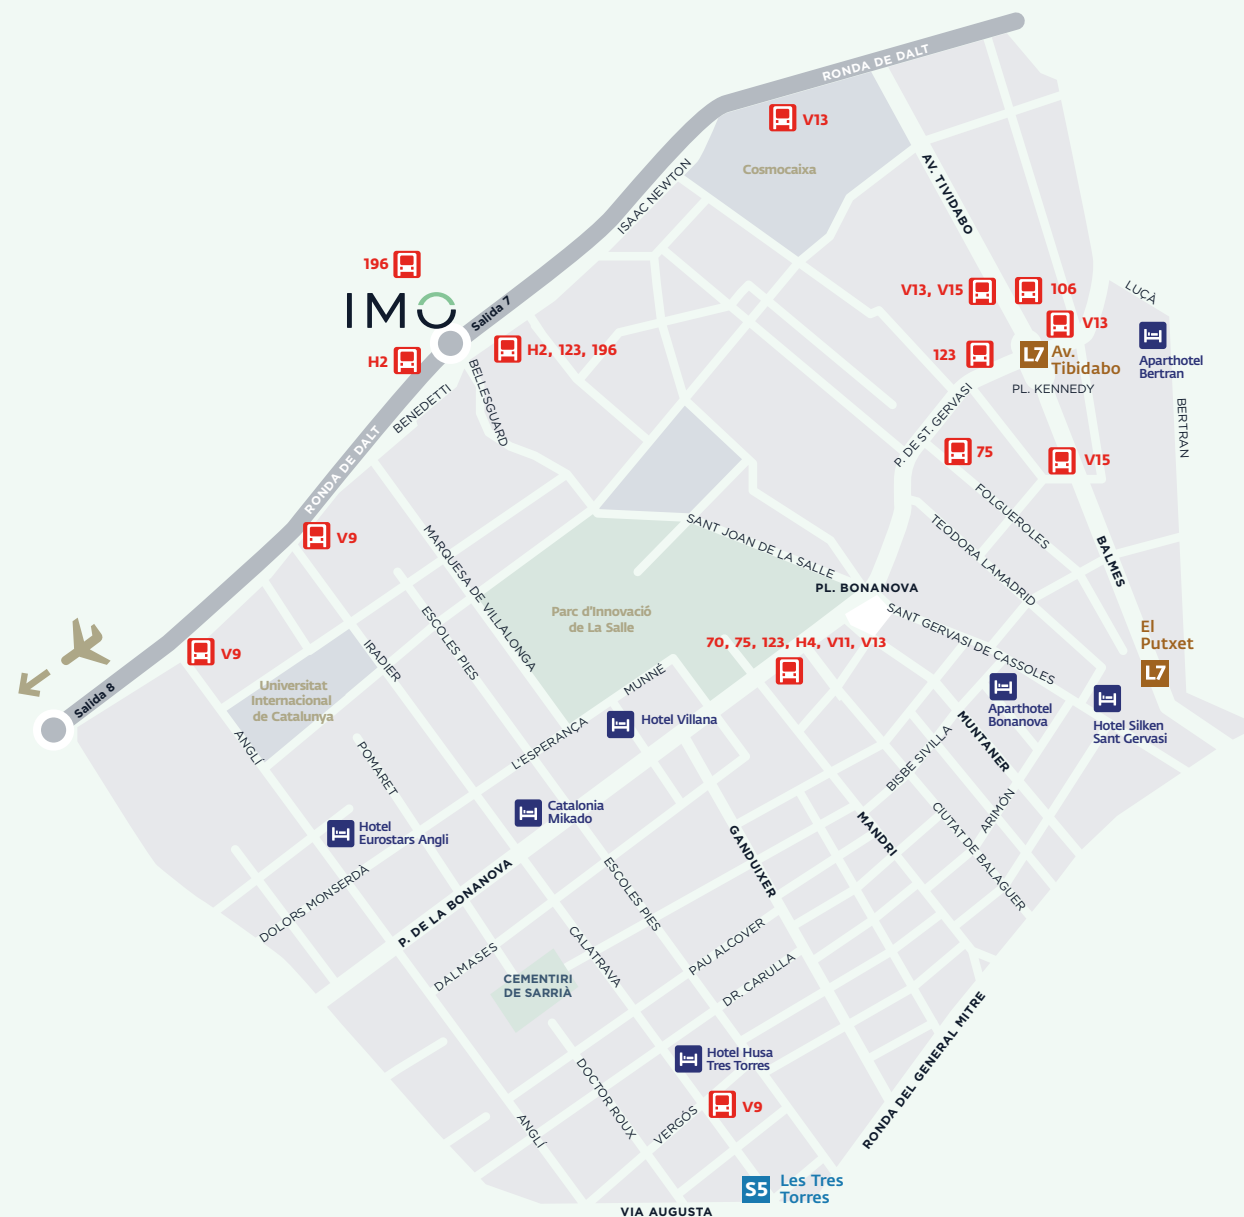 RONDA DE DALT
V13
Cosmocaixa
ISAAC NEWTON
AV. TIVIDABO
196
IMO
Salida 7
H2
H2, 123, 196
V13, V15
106
V13
LUÇÀ
123
L7
Av.
Tibidabo
PL. KENNEDY
Aparthotel
Bertran
BERTRAN
BENEDETTI
BELLESGUARD
P. DE ST. GERVASI
75
V15
RONDA DE DALT
V9
FOLGUEROLES
TEODORA LAMADRID
BALMES
SANT JOAN DE LA SALLE
PL. BONANOVA
MARQUESA DE VILLALONGA
Parc d'Innovació
de La Salle
SANT GERVASI DE CASSOLES
El
Putxet
L7
V9
IRADIER
ESCOLES PIES
70, 75, 123, H4, V11, V13
MUNNÉ
Salida 8
Universitat
Internacional
de Catalunya
Aparthotel
Bonanova
Hotel Silken
Sant Gervasi
Hotel Villana
L'ESPERANÇA
ANGLÍ
POMARET
MUNTANER
BISBE SIVILLA
Catalonia
Mikado
Hotel
Eurostars Angli
GANDUIXER
MANDRI
ARIMÓN
CIUTAT DE BALAGUER
DOLORS MONSERDÀ
P. DE LA BONANOVA
ESCOLES PIES
DALMASES
CALATRAVA
PAU ALCOVER
DR. CARULLA
CEMENTIRI
DE SARRIÀ
RONDA DEL GENERAL MITRE
Hotel Husa
Tres Torres
V9
DOCTOR ROUX
VERGÓS
ANGLÍ
S5
Les Tres
Torres
VIA AUGUSTA